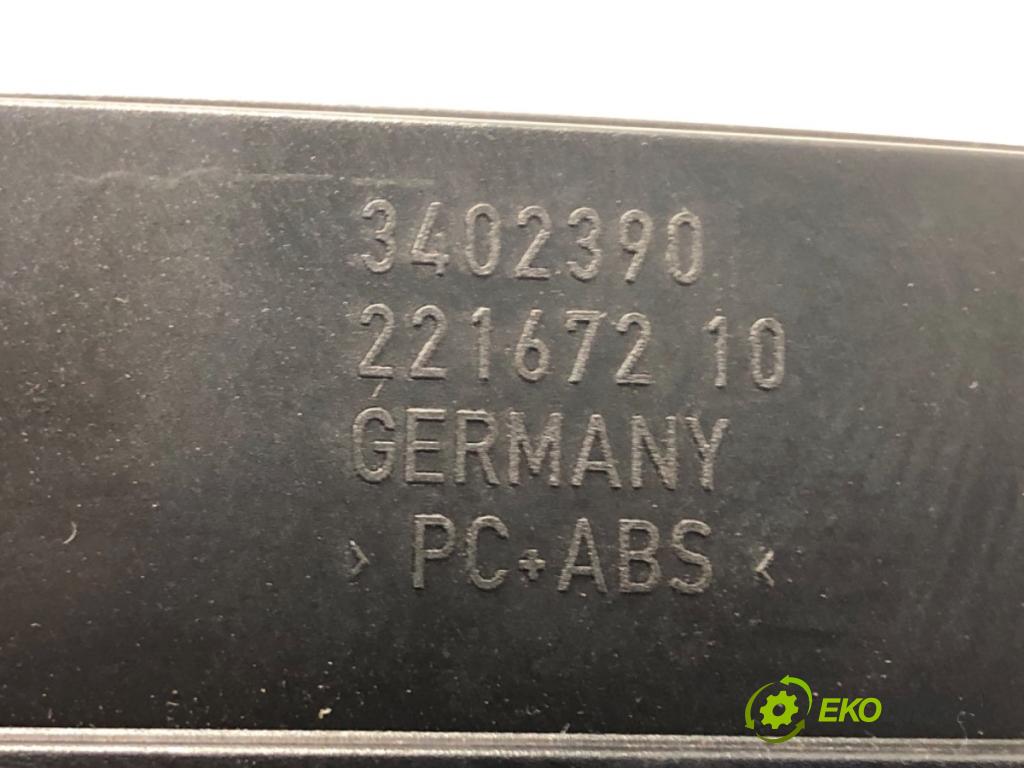 3402390
221672 10
GERMANY
> PC+ABS <
EKO